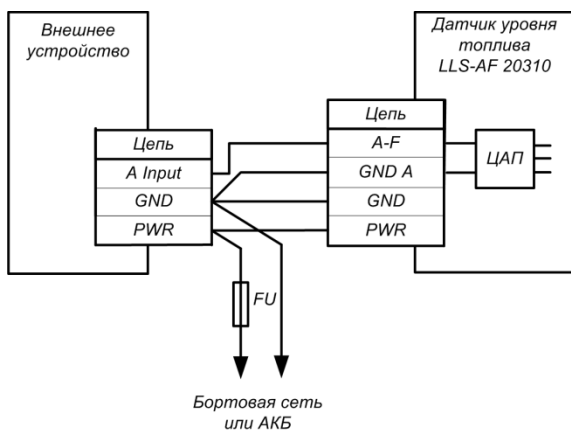 Внешнее
устройство
Датчик уровня
топлива
LLS-AF 20310
Цепь
A Input
GND
PWR
Цепь
A-F
GND A
GND
PWR
ЦАП
FU
Бортовая сеть
или АКБ